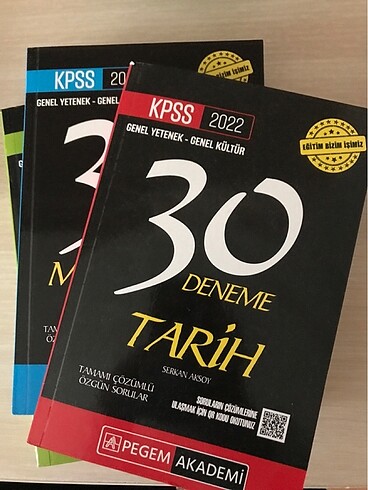 KPSS 2022
GENEL YETENEK - GENEL KÜLTÜR
EĞİTİM BİZİM İŞİMİZ
30
DENEME
TARİH
SERKAN AKSOY
TAMAMI ÇÖZÜMLÜ
ÖZGÜN SORULAR
SORULARIN ÇÖZÜMLERİNE
ULAŞMAK İÇİN QR KODU OKUTUNUZ
PEGEM AKADEMİ
KPSS 20
GENEL YETENEK - GENEL
EĞİTİM BİZİM İŞİMİZ
3
M